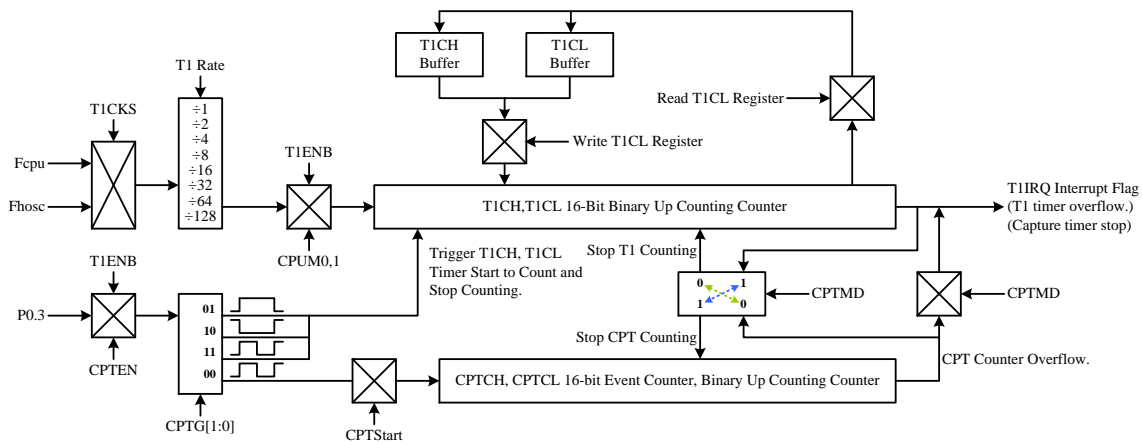 T1CH
Buffer
T1CL
Buffer
T1 Rate
Read T1CL Register
T1CKS
÷1
÷2
÷4
÷8
÷16
÷32
÷64
÷128
Write T1CL Register
Fcpu
T1ENB
Fhosc
T1CH,T1CL 16-Bit Binary Up Counting Counter
T1IRQ Interrupt Flag
(T1 timer overflow.)
(Capture timer stop)
CPUM0,1
Trigger T1CH, T1CL
Timer Start to Count and
Stop Counting.
Stop T1 Counting
T1ENB
0 1
1 0
CPTMD
CPTMD
P0.3
01
10
11
00
CPTEN
Stop CPT Counting
CPT Counter Overflow.
CPTCH, CPTCL 16-bit Event Counter, Binary Up Counting Counter
CPTG[1:0]
CPTStart